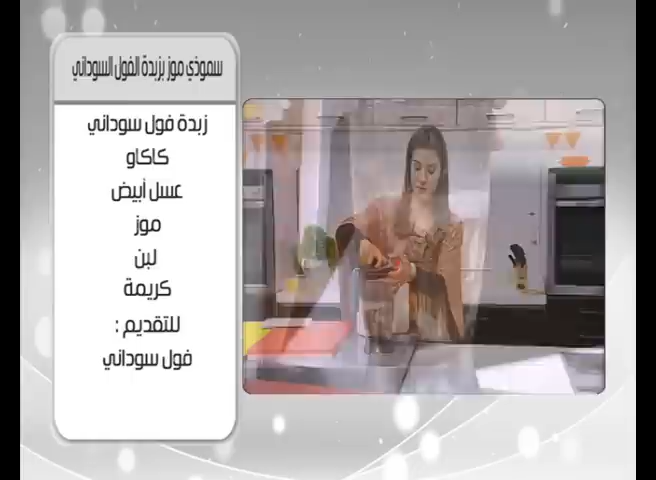 سموذي موز بزبدة الفول السوداني
زبدة فول سوداني
كاكاو
عسل أبيض
موز
لبن
كريمة
للتقديم :
فول سوداني